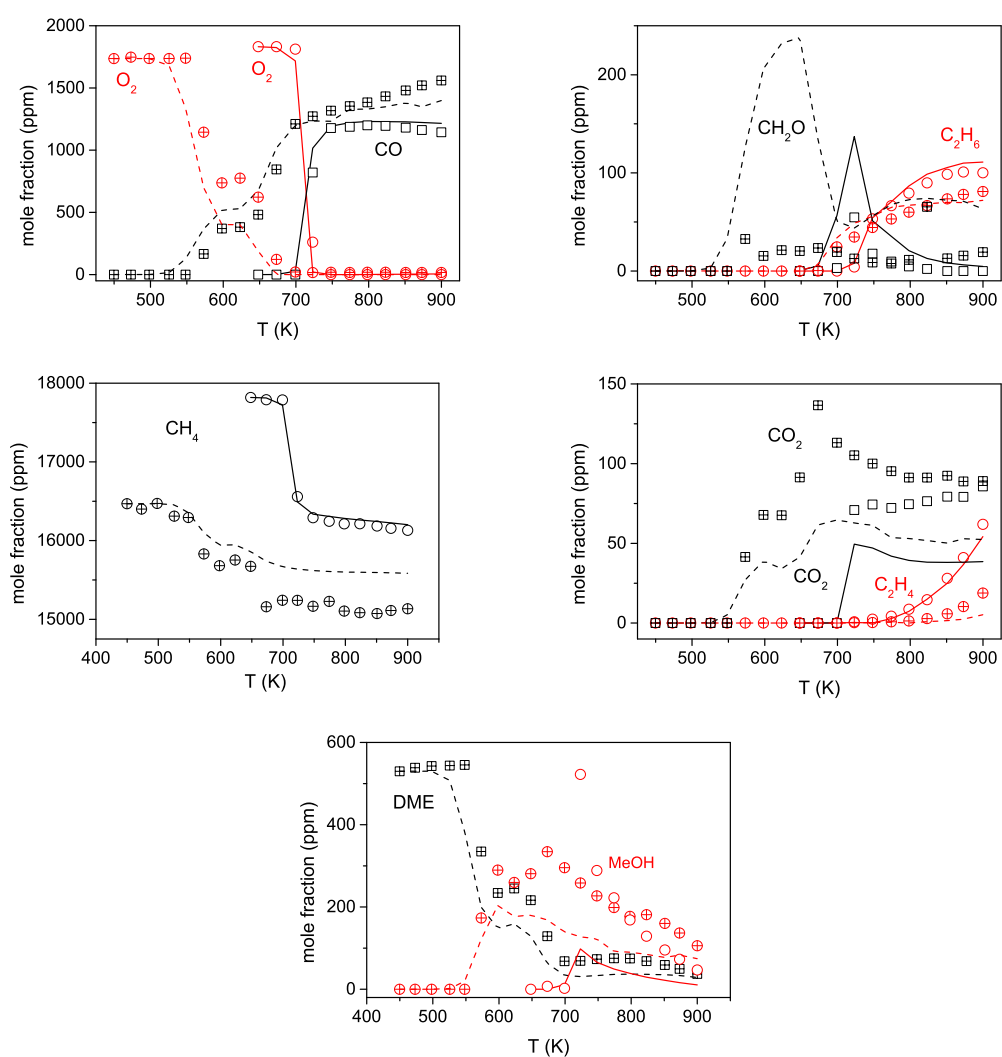 2000
1500
1000
500
0
mole fraction (ppm)
O2
O2
CO
500 600 700 800 900
T (K)
200
100
0
mole fraction (ppm)
CH2O
C2H6
500 600 700 800 900
T (K)
18000
17000
16000
15000
mole fraction (ppm)
CH4
400 500 600 700 800 900
T (K)
150
100
50
0
mole fraction (ppm)
CO2
CO2
C2H4
500 600 700 800 900
T (K)
600
400
200
0
mole fraction (ppm)
DME
MeOH
400 500 600 700 800 900
T (K)